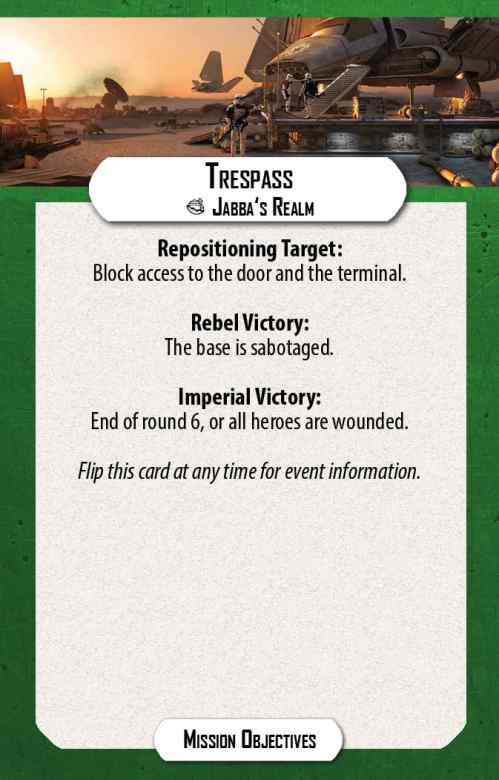 Trespass
Jabba's Realm
Repositioning Target:
Block access to the door and the terminal.
Rebel Victory:
The base is sabotaged.
Imperial Victory:
End of round 6, or all heroes are wounded.
Flip this card at any time for event information.
Mission Objectives